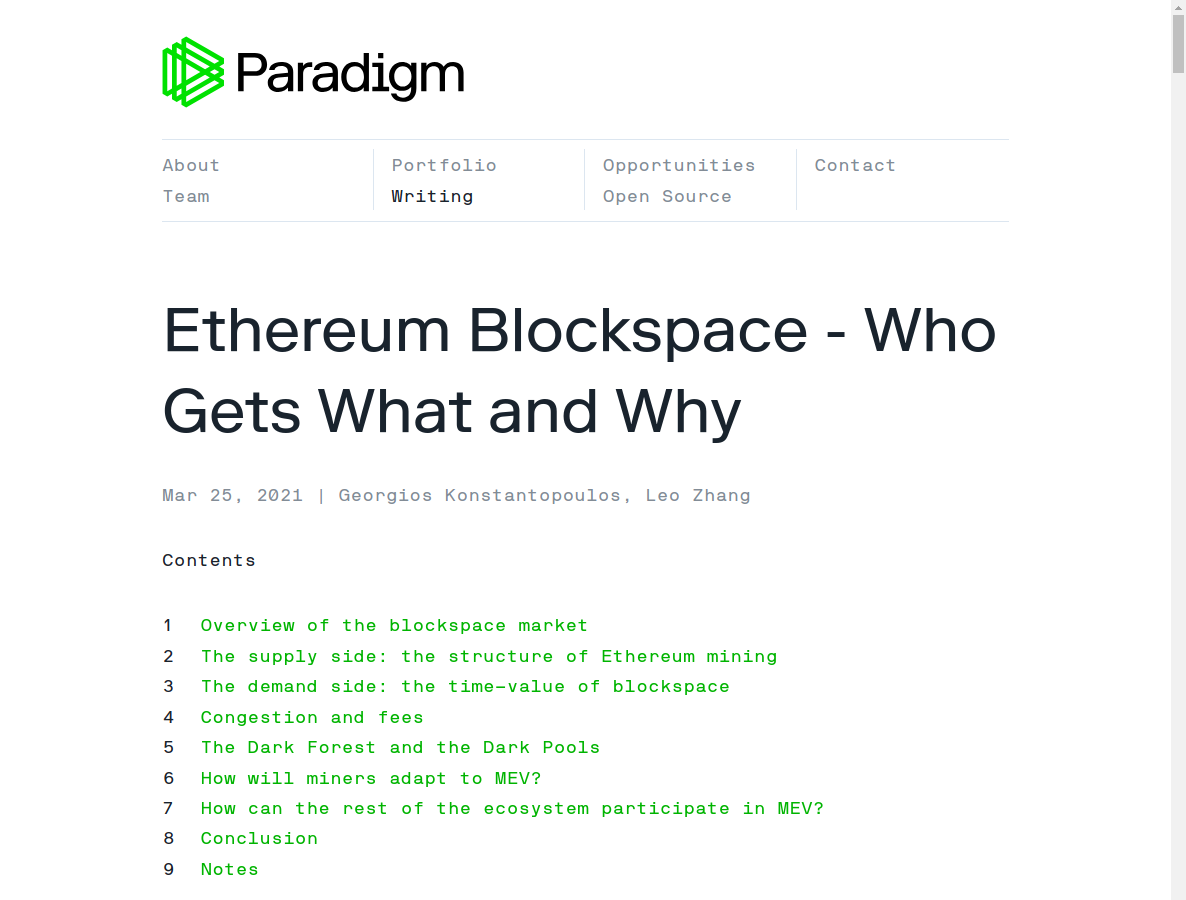 Paradigm
About
Team
Portfolio
Writing
Opportunities
Open Source
Contact
Ethereum Blockspace - Who
Gets What and Why
Mar 25, 2021 | Georgios Konstantopoulos, Leo Zhang
Contents
1 Overview of the blockspace market
2 The supply side: the structure of Ethereum mining
3 The demand side: the time-value of blockspace
4 Congestion and fees
5 The Dark Forest and the Dark Pools
6 How will miners adapt to MEV?
7 How can the rest of the ecosystem participate in MEV?
8 Conclusion
9 Notes